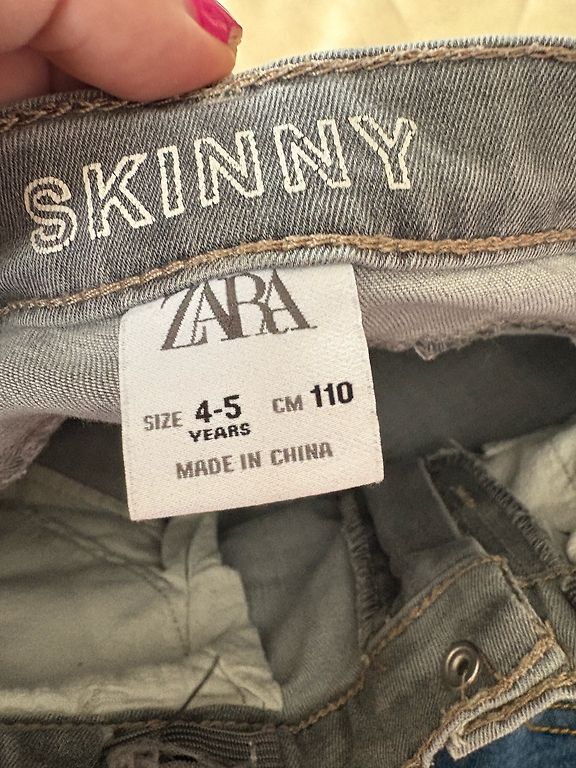 SKINNY
ZARA
SIZE 4-5 CM 110
YEARS
MADE IN CHINA